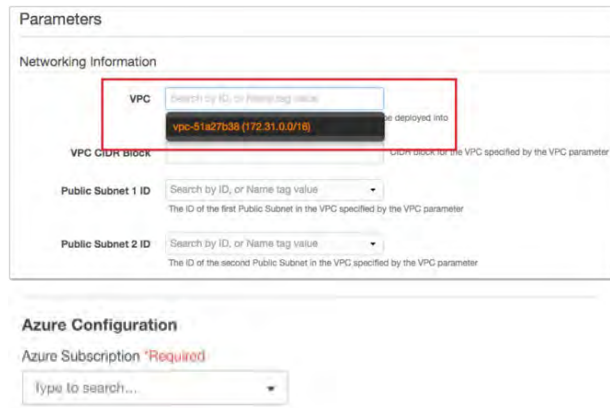 Parameters
Networking Information
VPC
Search by ID, or Name tag value
be deployed into
vpc-51a27b38 (172.31.0.0/16)
VPC CIDR Block
CIDR block for the VPC specified by the VPC parameter
Public Subnet 1 ID
Search by ID, or Name tag value
The ID of the first Public Subnet in the VPC specified by the VPC parameter
Public Subnet 2 ID
Search by ID, or Name tag value
The ID of the second Public Subnet in the VPC specified by the VPC parameter
Azure Configuration
Azure Subscription *Required
Type to search...